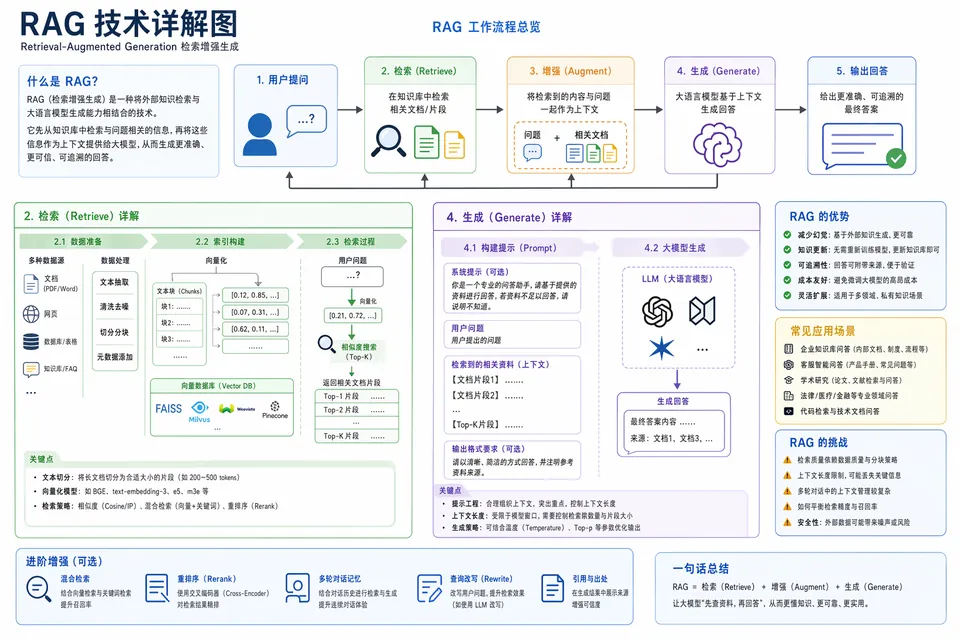 RAG 技术详解图
Retrieval-Augmented Generation 检索增强生成
RAG 工作流程总览
什么是 RAG?
RAG（检索增强生成）是一种将外部知识检索与
大语言模型生成能力相结合的技术。
它先从知识库中检索与问题相关的信息，再将这些
信息作为上下文提供给大模型，从而生成更准确、
更可信、可追溯的回答。
1. 用户提问
...?
2. 检索（Retrieve）
在知识库中检索
相关文档/片段
3. 增强（Augment）
将检索到的内容与问题
一起作为上下文
问题
+
相关文档
4. 生成（Generate）
大语言模型基于上下文
生成回答
5. 输出回答
给出更准确、可追溯的
最终答案
2. 检索（Retrieve）详解
2.1 数据准备
多种数据源
文档
(PDF/Word)
网页
数据库/表格
知识库/FAQ
...
数据处理
文本抽取
清洗去噪
切分分块
元数据添加
2.2 索引构建
向量化
文本块（Chunks）
块1: ......
块2: ......
块3: ......
......
[0.12, 0.85, ...]
[0.07, 0.31, ...]
[0.62, 0.11, ...]
......
向量数据库（Vector DB）
FAISS
Milvus
Weaviate
Pinecone
...
2.3 检索过程
用户问题
...?
向量化
[0.21, 0.72, ...]
相似度搜索
(Top-K)
返回相关文档片段
Top-1 片段 ......
Top-2 片段 ......
...
Top-K 片段 ......
关键点
• 文本切分：将长文档切分为合适大小的片段（如 200~500 tokens）
• 向量化模型：如 BGE、text-embedding-3、e5、m3e 等
• 检索策略：相似度（Cosine/IP）、混合检索（向量+关键词）、重排序（Rerank）
4. 生成（Generate）详解
4.1 构建提示（Prompt）
系统提示（可选）
你是一个专业的问答助手，请基于提供的
资料进行回答，若资料不足以回答，请
说明不知道。
用户问题
用户提出的问题
检索到的相关资料（上下文）
【文档片段1】 ......
【文档片段2】 ......
...
【Top-K片段】 ......
输出格式要求（可选）
请以清晰、简洁的方式回答，并注明参考
资料来源。
4.2 大模型生成
LLM（大语言模型）
...
生成回答
最终答案内容 ......
来源：文档1、文档3, ...
关键点
• 提示工程：合理组织上下文，突出重点，控制上下文长度
• 上下文长度：受限于模型窗口，需要控制检索条数量与片段大小
• 生成策略：可结合温度（Temperature）、Top-p 等参数优化输出
RAG 的优势
减少幻觉：基于外部知识生成，更可靠
知识更新：无需重新训练模型，更新知识库即可
可追溯性：回答可附带来源，便于验证
成本友好：避免微调大模型的高昂成本
灵活扩展：适用于多领域、私有知识场景
常见应用场景
企业知识库问答（内部文档、制度、流程等）
客服智能问答（产品手册、常见问题等）
学术研究（论文、文献检索与问答）
法律/医疗/金融等专业领域问答
代码检索与技术文档问答
RAG 的挑战
检索质量依赖数据质量与分块策略
上下文长度限制，可能丢失关键信息
多轮对话中的上下文管理较复杂
如何平衡检索精度与召回率
安全性：外部数据可能带来噪声或风险
进阶增强（可选）
混合检索
结合向量检索与关键词检索
提升召回率
重排序（Rerank）
使用交叉编码器（Cross-Encoder）
对检索结果精排
多轮对话记忆
结合对话历史进行检索与生成
提升连续对话体验
查询改写（Rewrite）
改写用户问题，提升检索效果
（如使用 LLM 改写）
引用与出处
在生成结果中展示来源
增强可信度
一句话总结
RAG = 检索（Retrieve） + 增强（Augment） + 生成（Generate）
让大模型“先查资料，再回答”，从而更懂知识、更可靠、更实用。